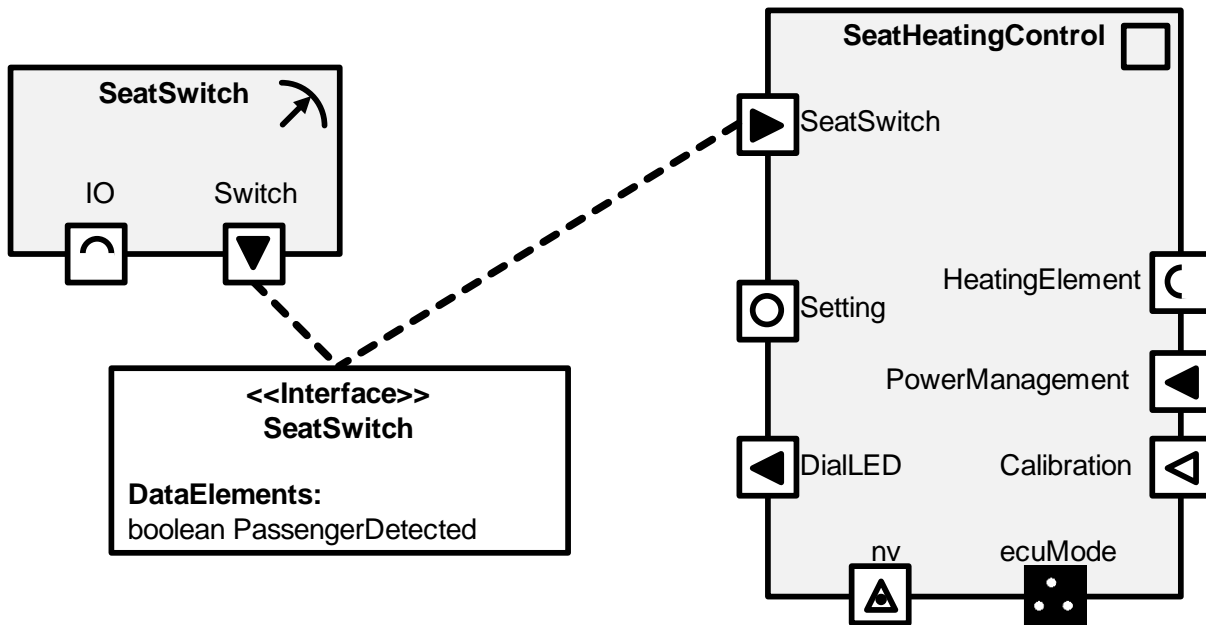 SeatSwitch
IO
Switch
<<Interface>>
SeatSwitch
DataElements:
boolean PassengerDetected
SeatHeatingControl
SeatSwitch
Setting
DialLED
HeatingElement
PowerManagement
Calibration
nv
ecuMode